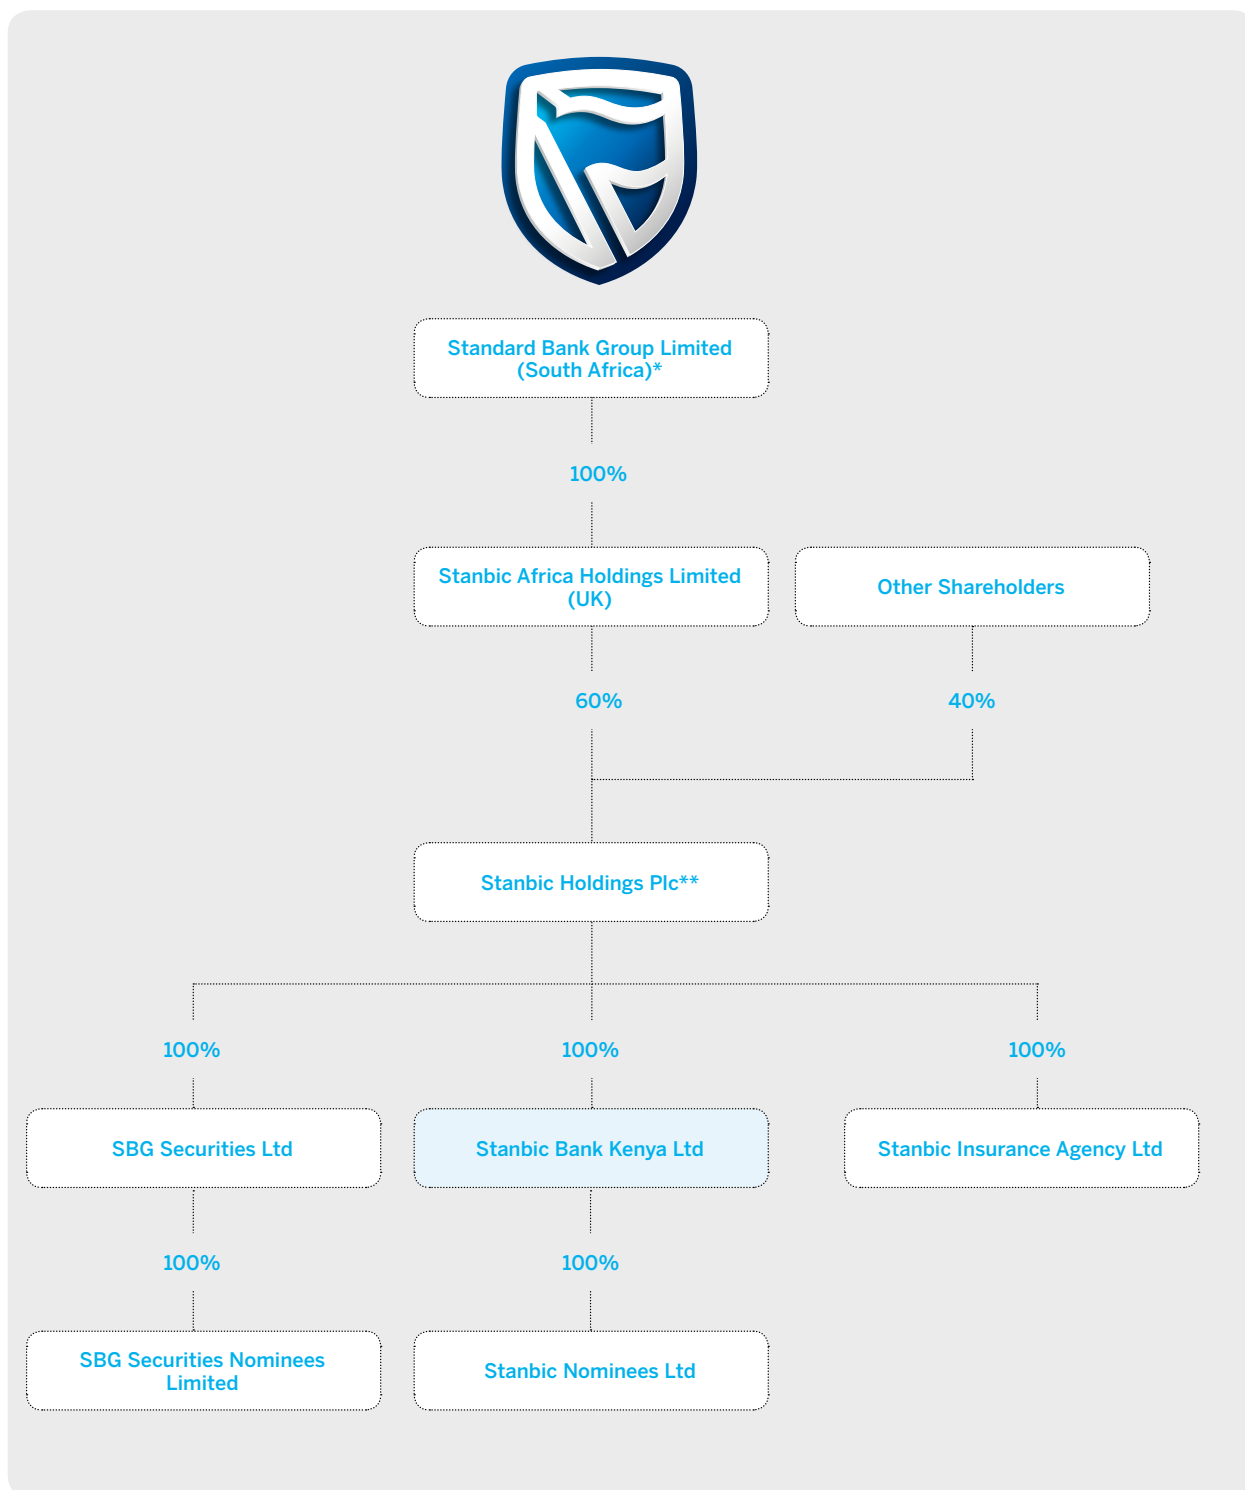 Standard Bank Group Limited
(South Africa)*
100%
Stanbic Africa Holdings Limited
(UK)
Other Shareholders
60%
40%
Stanbic Holdings Plc**
100%
100%
100%
SBG Securities Ltd
Stanbic Bank Kenya Ltd
Stanbic Insurance Agency Ltd
100%
100%
SBG Securities Nominees
Limited
Stanbic Nominees Ltd